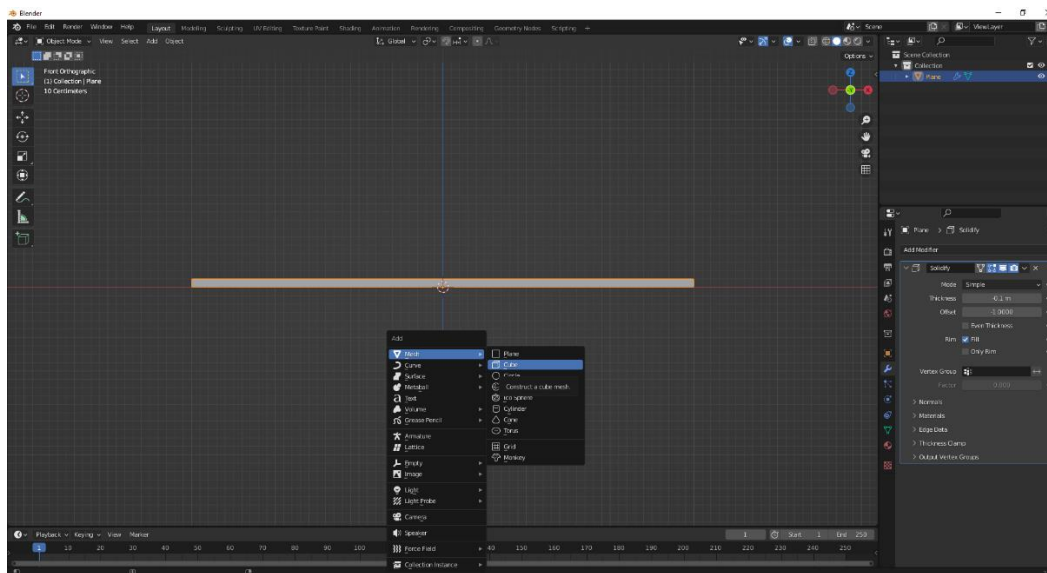 Blender
File Edit Render Window Help Layout Modeling Sculpting UV Editing Texture Paint Shading Animation Rendering Compositing Geometry Nodes Scripting + Scene ViewLayer
Object Mode View Select Add Object Global
Options
Front Orthographic
(1) Collection | Plane
10 Centimeters
Scene Collection
Collection
Plane
Add
Mesh
Curve
Surface
Metaball
Text
Volume
Grease Pencil
Armature
Lattice
Empty
Image
Light
Light Probe
Camera
Speaker
Force Field
Collection Instance
Plane
Cube
Construct a cube mesh.
Ico Sphere
Cylinder
Cone
Torus
Grid
Monkey
Plane > Solidify
Add Modifier
Solidify
Mode Simple
Thickness -0.1 m
Offset -1.0000
Even Thickness
Rim Fill
Only Rim
Vertex Group
Factor 0.000
> Normals
> Materials
> Edge Data
> Thickness Clamp
> Output Vertex Groups
Playback Keying View Marker 1 Start 1 End 250
1 10 20 30 40 50 60 70 80 90 100 140 150 160 170 180 190 200 210 220 230 240 250